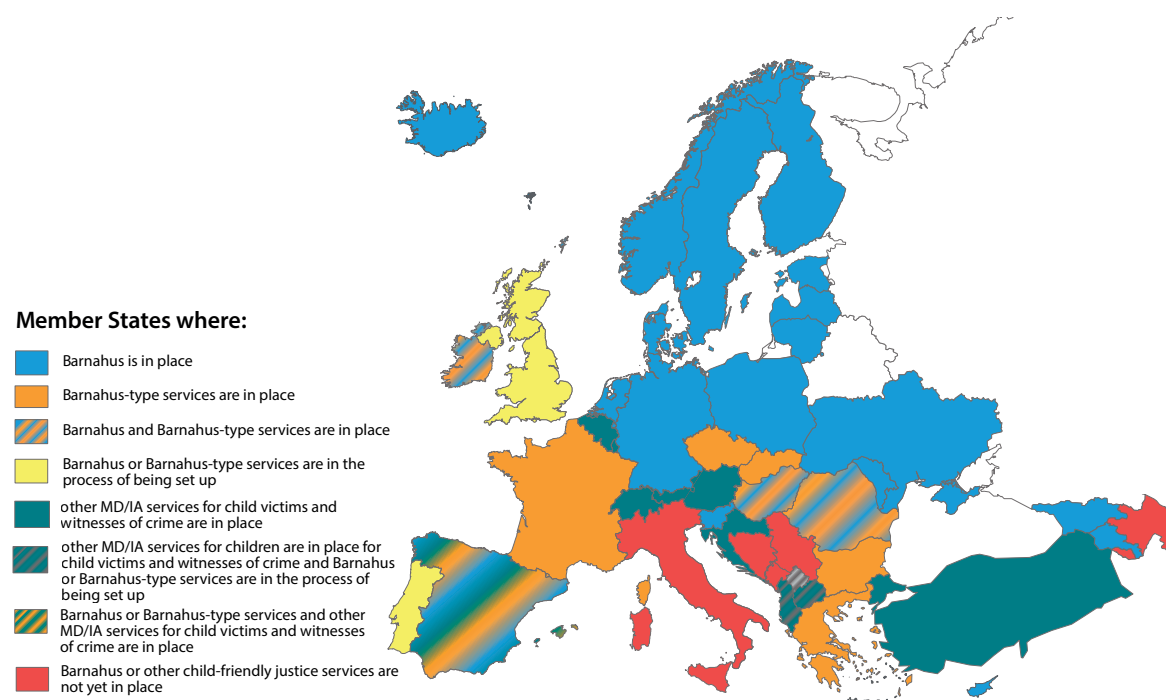 Member States where:
Barnahus is in place
Barnahus-type services are in place
Barnahus and Barnahus-type services are in place
Barnahus or Barnahus-type services are in the
process of being set up
other MD/IA services for child victims and
witnesses of crime are in place
other MD/IA services for children are in place for
child victims and witnesses of crime and Barnahus
or Barnahus-type services are in the process of
being set up
Barnahus or Barnahus-type services and other
MD/IA services for child victims and witnesses
of crime are in place
Barnahus or other child-friendly justice services are
not yet in place